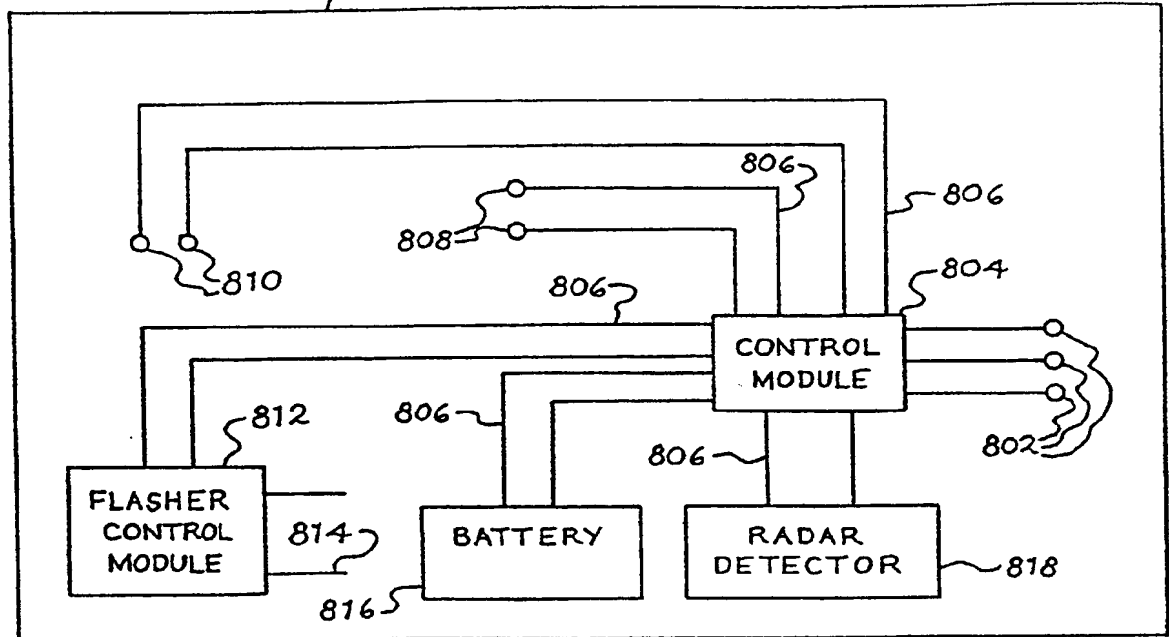 806
806
808
810
806
804
CONTROL
MODULE
812
806
806
802
FLASHER
CONTROL
MODULE
814
BATTERY
816
RADAR
DETECTOR
818